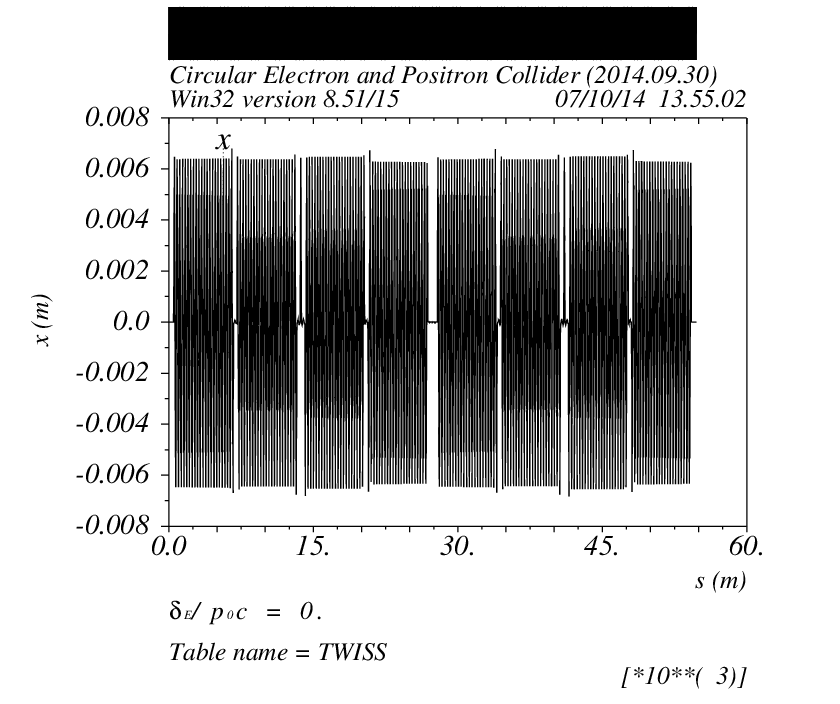 Circular Electron and Positron Collider (2014.09.30)
Win32 version 8.51/15 07/10/14 13.55.02
0.008
x
0.006
0.004
0.002
0.0
-0.002
-0.004
-0.006
-0.008
x (m)
0.0 15. 30. 45. 60.
s (m)
δE/ p0c = 0.
Table name = TWISS
[*10**( 3)]